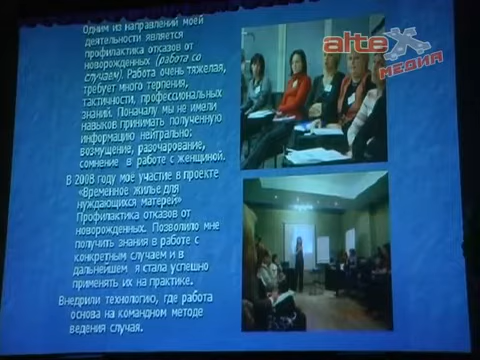 Одним из направлений моей
деятельности является
профилактика отказов от
новорожденных (работа со
случаем). Работа очень тяжелая,
требует много терпения,
тактичности, профессиональных
знаний. Поначалу мы не имели
навыков принимать полученную
информацию нейтрально:
возмущение, разочарование,
сомнение в работе с женщиной.
В 2008 году моё участие в проекте
«Временное жилье для
нуждающихся матерей»
Профилактика отказов от
новорожденных. Позволило мне
получить знания в работе с
конкретным случаем и в
дальнейшем я стала успешно
применять их на практике.
Внедрили технологию, где работа
основа на командном методе
ведения случая.
altex
МЕДИА